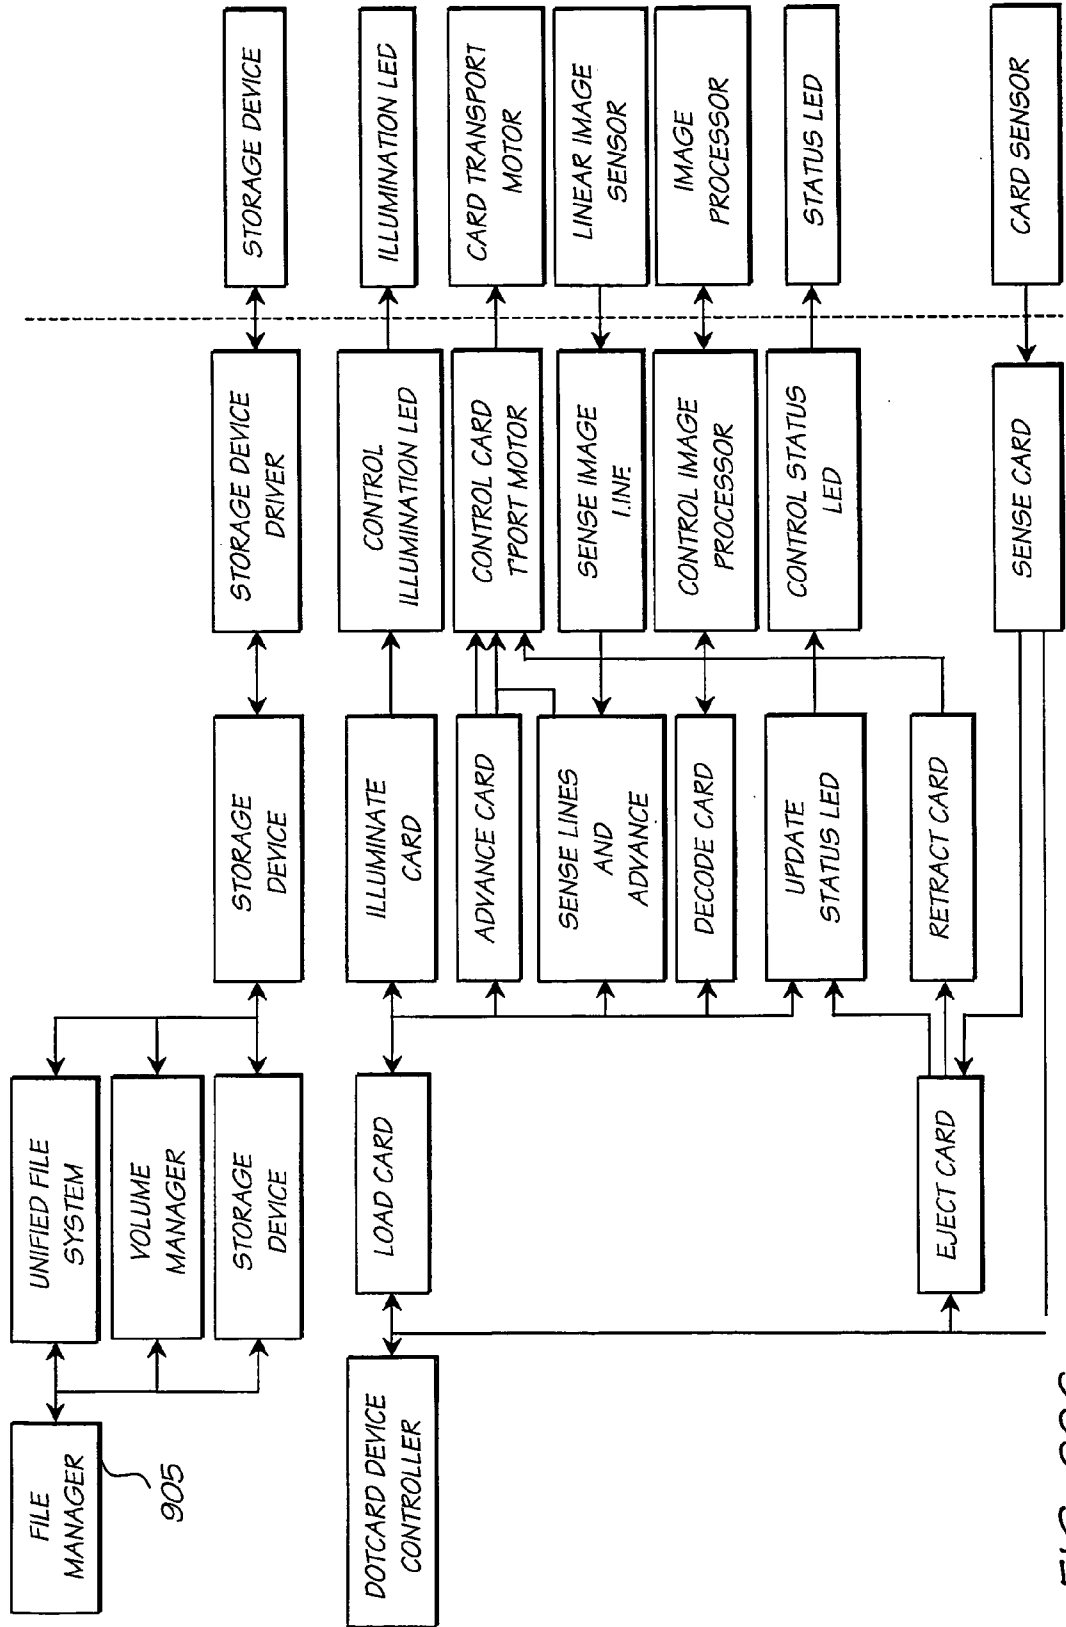 FILE
MANAGER
905
UNIFIED FILE
SYSTEM
VOLUME
MANAGER
STORAGE
DEVICE
STORAGE
DEVICE
STORAGE DEVICE
DRIVER
STORAGE DEVICE
DOTCARD DEVICE
CONTROLLER
LOAD CARD
ILLUMINATE
CARD
CONTROL
ILLUMINATION LED
ILLUMINATION LED
ADVANCE CARD
CONTROL CARD
TPORT MOTOR
CARD TRANSPORT
MOTOR
SENSE LINES
AND
ADVANCE
SENSE IMAGE
LINE
LINEAR IMAGE
SENSOR
DECODE CARD
CONTROL IMAGE
PROCESSOR
IMAGE
PROCESSOR
UPDATE
STATUS LED
CONTROL STATUS
LED
STATUS LED
EJECT CARD
RETRACT CARD
SENSE CARD
CARD SENSOR
FIG.